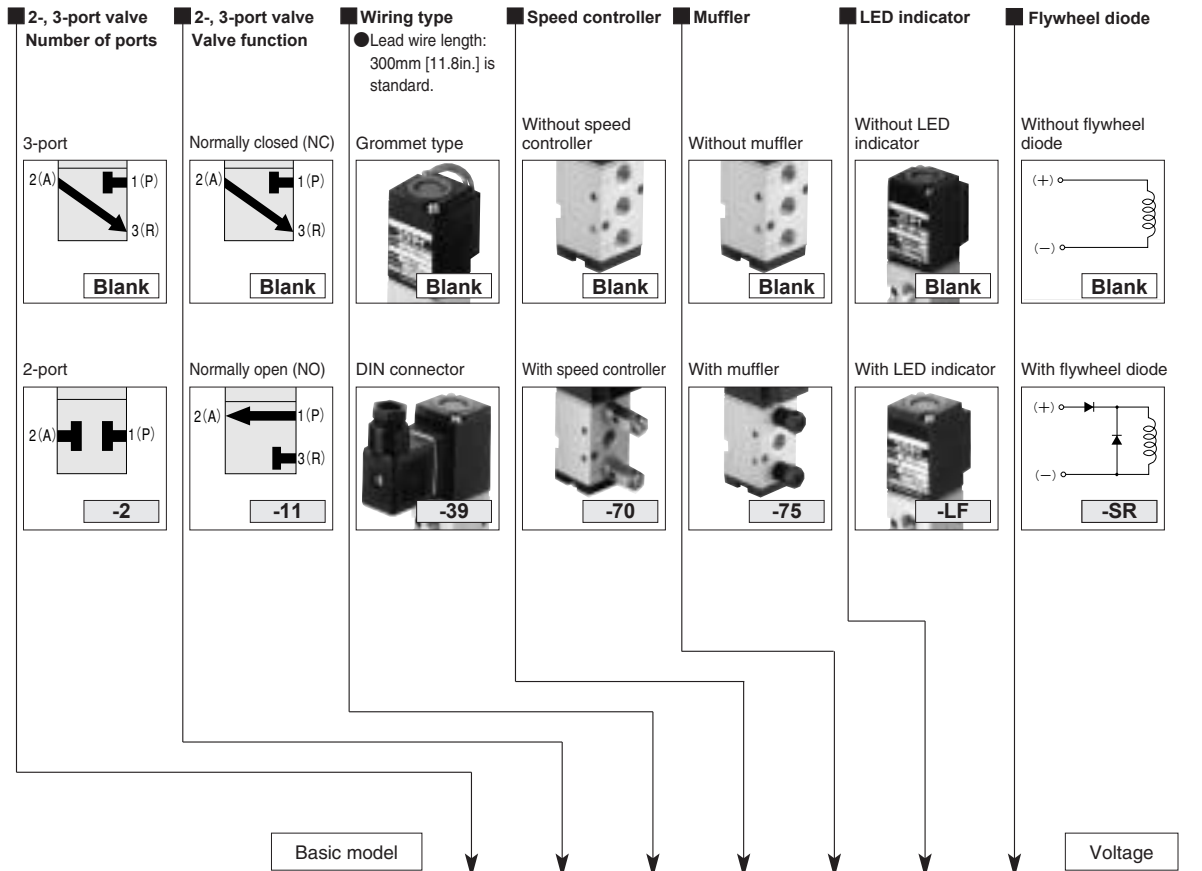 ■ 2-, 3-port valve
Number of ports
■ 2-, 3-port valve
Valve function
■ Wiring type
●Lead wire length:
300mm [11.8in.] is
standard.
■ Speed controller
■ Muffler
■ LED indicator
■ Flywheel diode
3-port
2(A)
1(P)
3(R)
Blank
Normally closed (NC)
2(A)
1(P)
3(R)
Blank
Grommet type
Blank
Without speed
controller
Blank
Without muffler
Blank
Without LED
indicator
Blank
Without flywheel
diode
(+)
(−)
Blank
2-port
2(A)
1(P)
-2
Normally open (NO)
2(A)
1(P)
3(R)
-11
DIN connector
-39
With speed controller
-70
With muffler
-75
With LED indicator
-LF
With flywheel diode
(+)
(−)
-SR
Basic model
Voltage